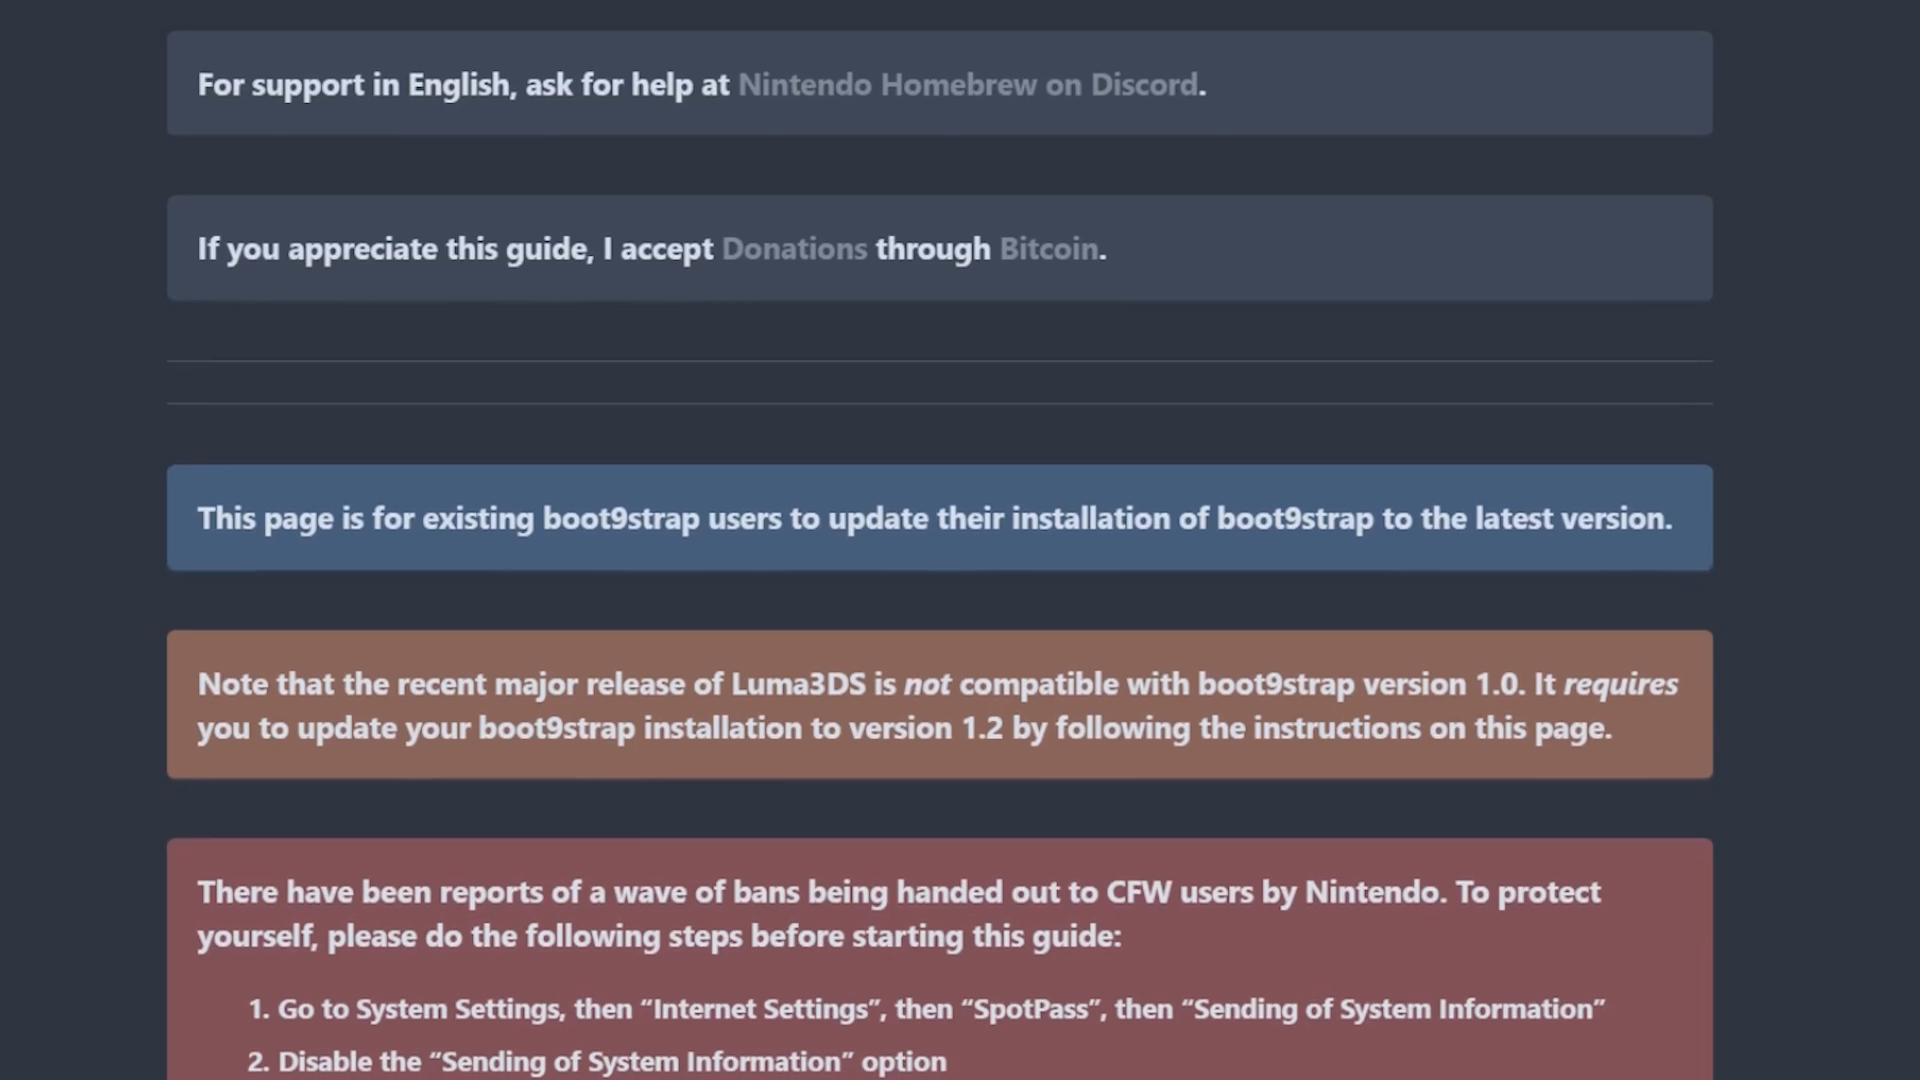 For support in English, ask for help at Nintendo Homebrew on Discord.
If you appreciate this guide, I accept Donations through Bitcoin.
This page is for existing boot9strap users to update their installation of boot9strap to the latest version.
Note that the recent major release of Luma3DS is not compatible with boot9strap version 1.0. It requires
you to update your boot9strap installation to version 1.2 by following the instructions on this page.
There have been reports of a wave of bans being handed out to CFW users by Nintendo. To protect
yourself, please do the following steps before starting this guide:
1. Go to System Settings, then “Internet Settings”, then “SpotPass”, then “Sending of System Information”
2. Disable the “Sending of System Information” option